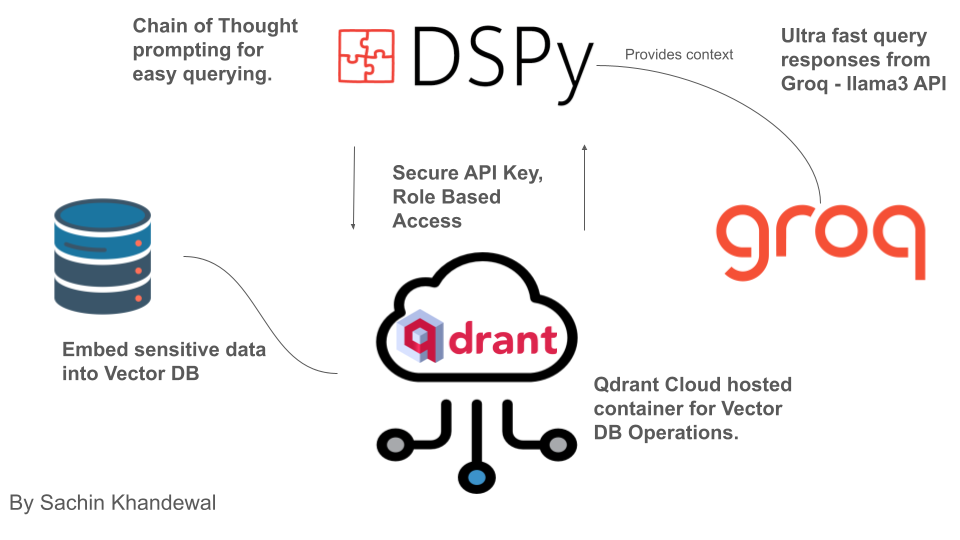 Chain of Thought
prompting for
easy querying.
DSPy
Provides context
Ultra fast query
responses from
Groq - llama3 API
Secure API Key,
Role Based
Access
groq
Embed sensitive data
into Vector DB
qdrant
Qdrant Cloud hosted
container for Vector
DB Operations.
By Sachin Khandewal